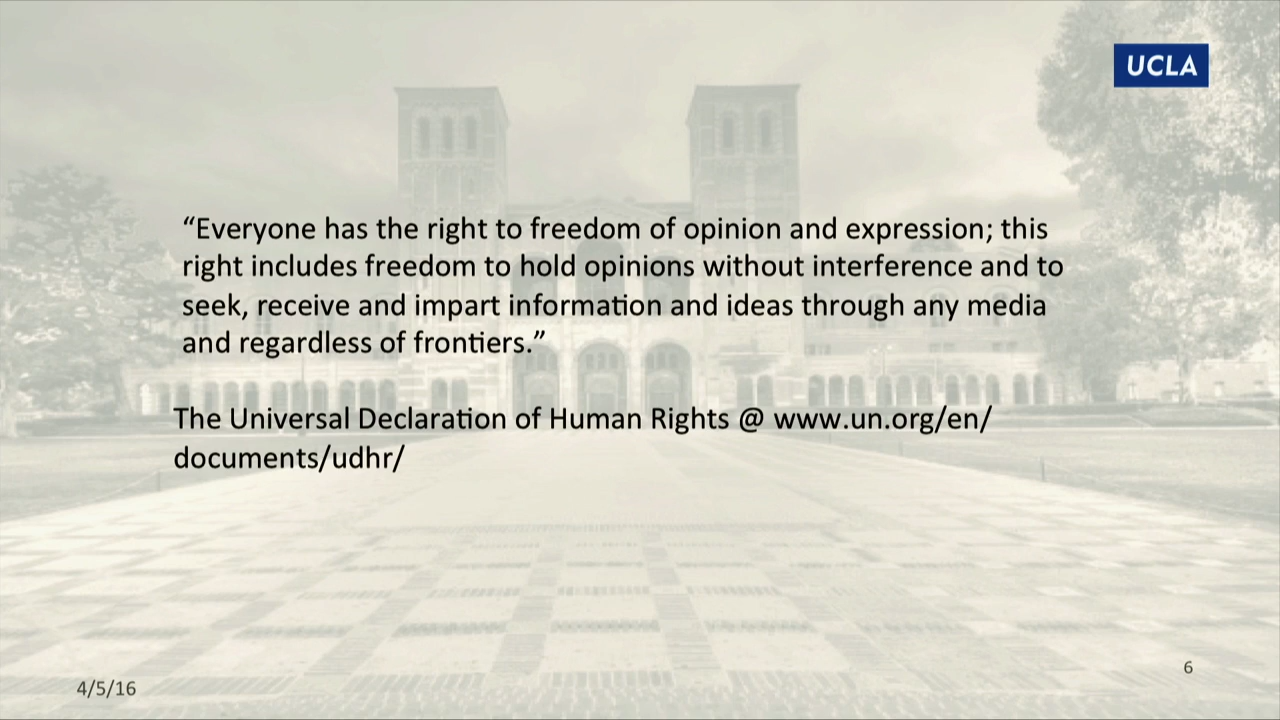 UCLA
“Everyone has the right to freedom of opinion and expression; this
right includes freedom to hold opinions without interference and to
seek, receive and impart information and ideas through any media
and regardless of frontiers.”
The Universal Declaration of Human Rights @ www.un.org/en/
documents/udhr/
6
4/5/16